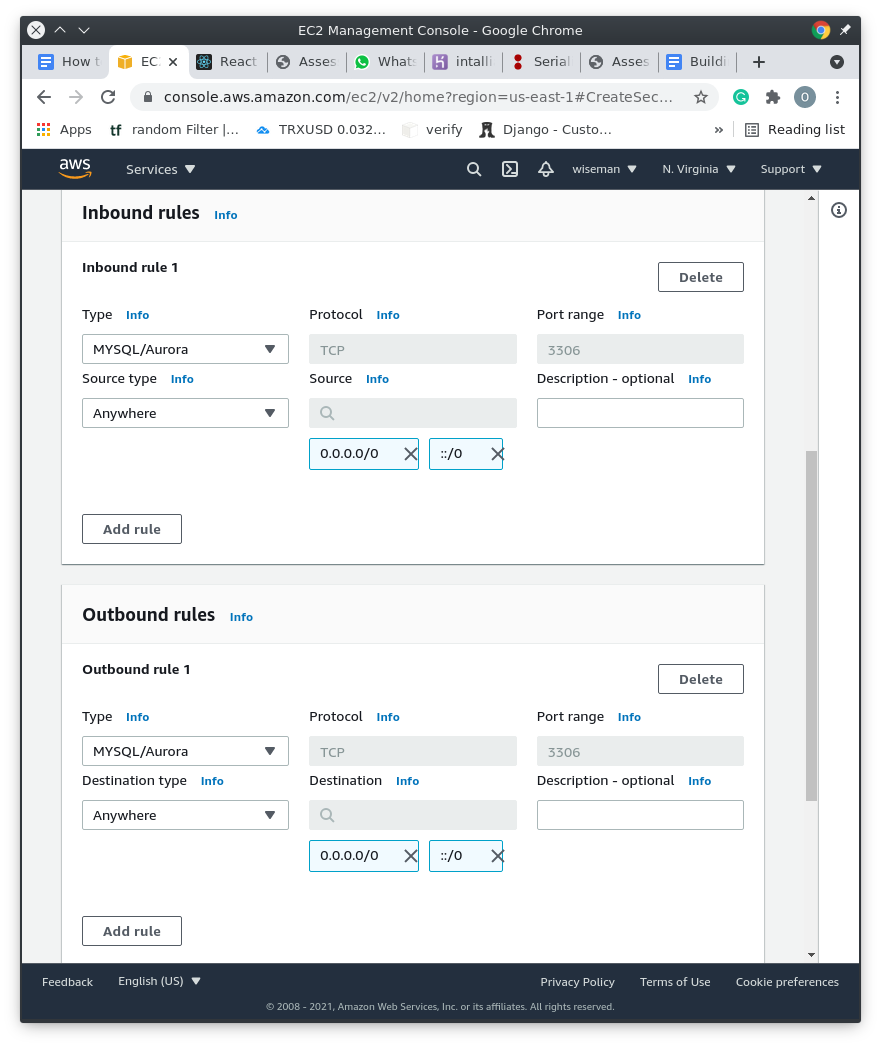 EC2 Management Console - Google Chrome
How t EC React Asses Whats intalli Serial Asses Buildi
console.aws.amazon.com/ec2/v2/home?region=us-east-1#CreateSec...
Apps tf random Filter |... TRXUSD 0.032... verify Django - Custo... » Reading list
aws Services wiseman N. Virginia Support
Inbound rules Info
Inbound rule 1 Delete
Type Info Protocol Info Port range Info
MYSQL/Aurora TCP 3306
Source type Info Source Info Description - optional Info
Anywhere
0.0.0.0/0 ::/0
Add rule
Outbound rules Info
Outbound rule 1 Delete
Type Info Protocol Info Port range Info
MYSQL/Aurora TCP 3306
Destination type Info Destination Info Description - optional Info
Anywhere
0.0.0.0/0 ::/0
Add rule
Feedback English (US) Privacy Policy Terms of Use Cookie preferences
© 2008 - 2021, Amazon Web Services, Inc. or its affiliates. All rights reserved.